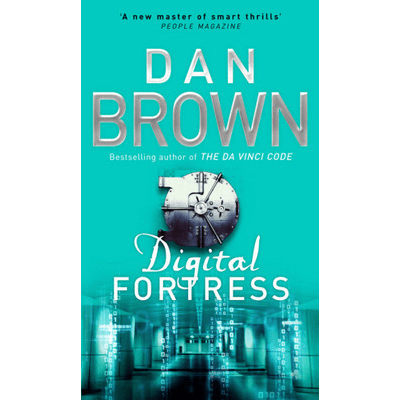 'A new master of smart thrills'
PEOPLE MAGAZINE
DAN
BROWN
Bestselling author of THE DA VINCI CODE
Digital
FORTRESS